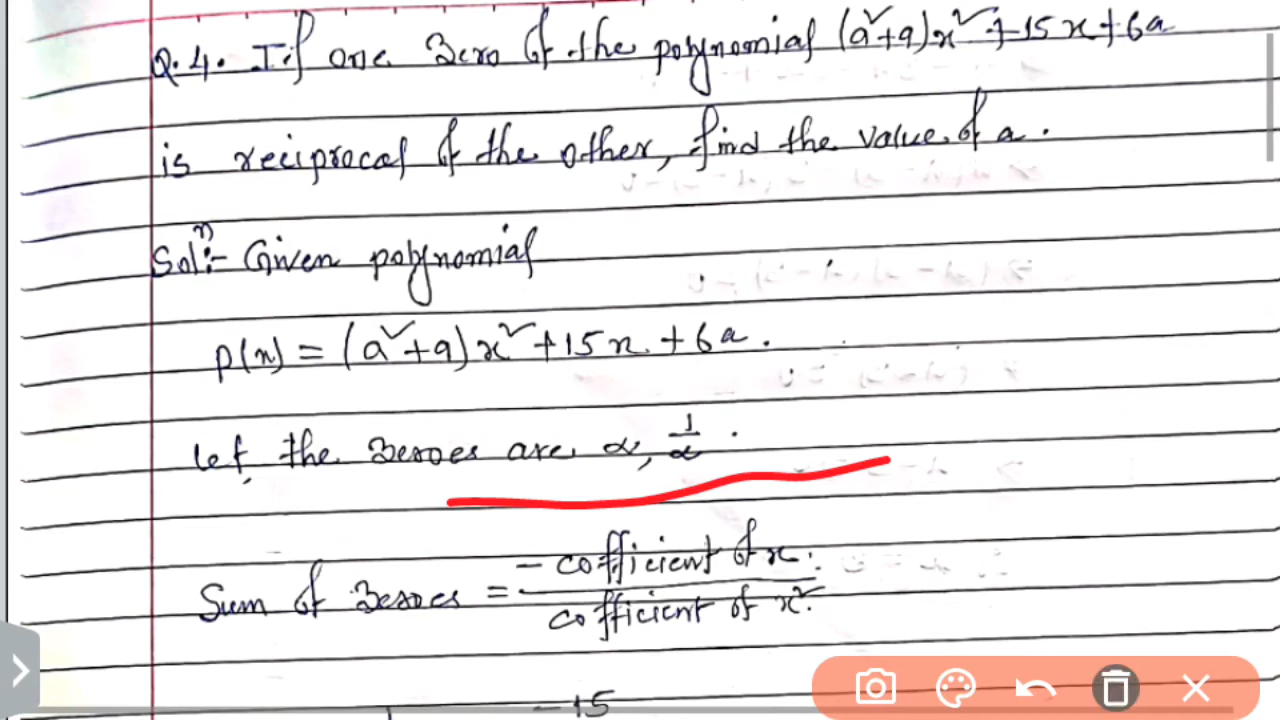 Q.4. If one zero of the polynomial (a²+9)x²+15x+6a
is reciprocal of the other, find the value of a.
Solⁿ:- Given polynomial
p(x) = (a²+9)x²+15x+6a.
let the zeroes are α, 1/α.
Sum of zeroes = - cofficient of x. / cofficient of x².
-15